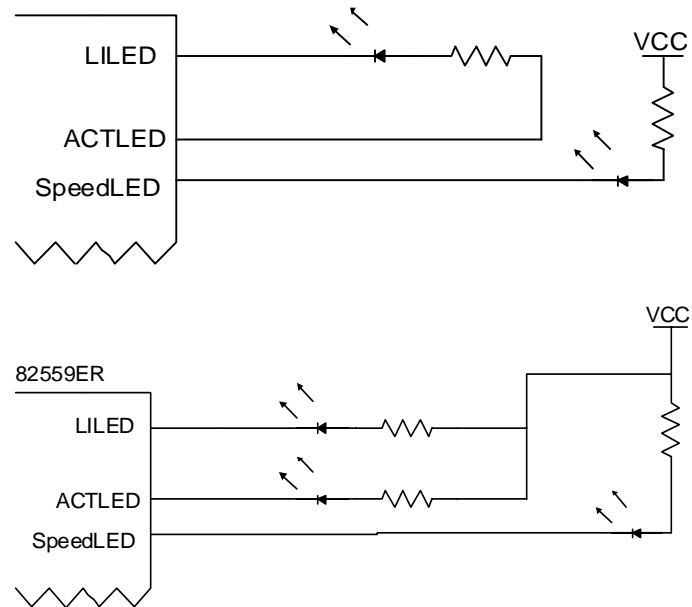 LILED
VCC
ACTLED
SpeedLED
VCC
82559ER
LILED
ACTLED
SpeedLED